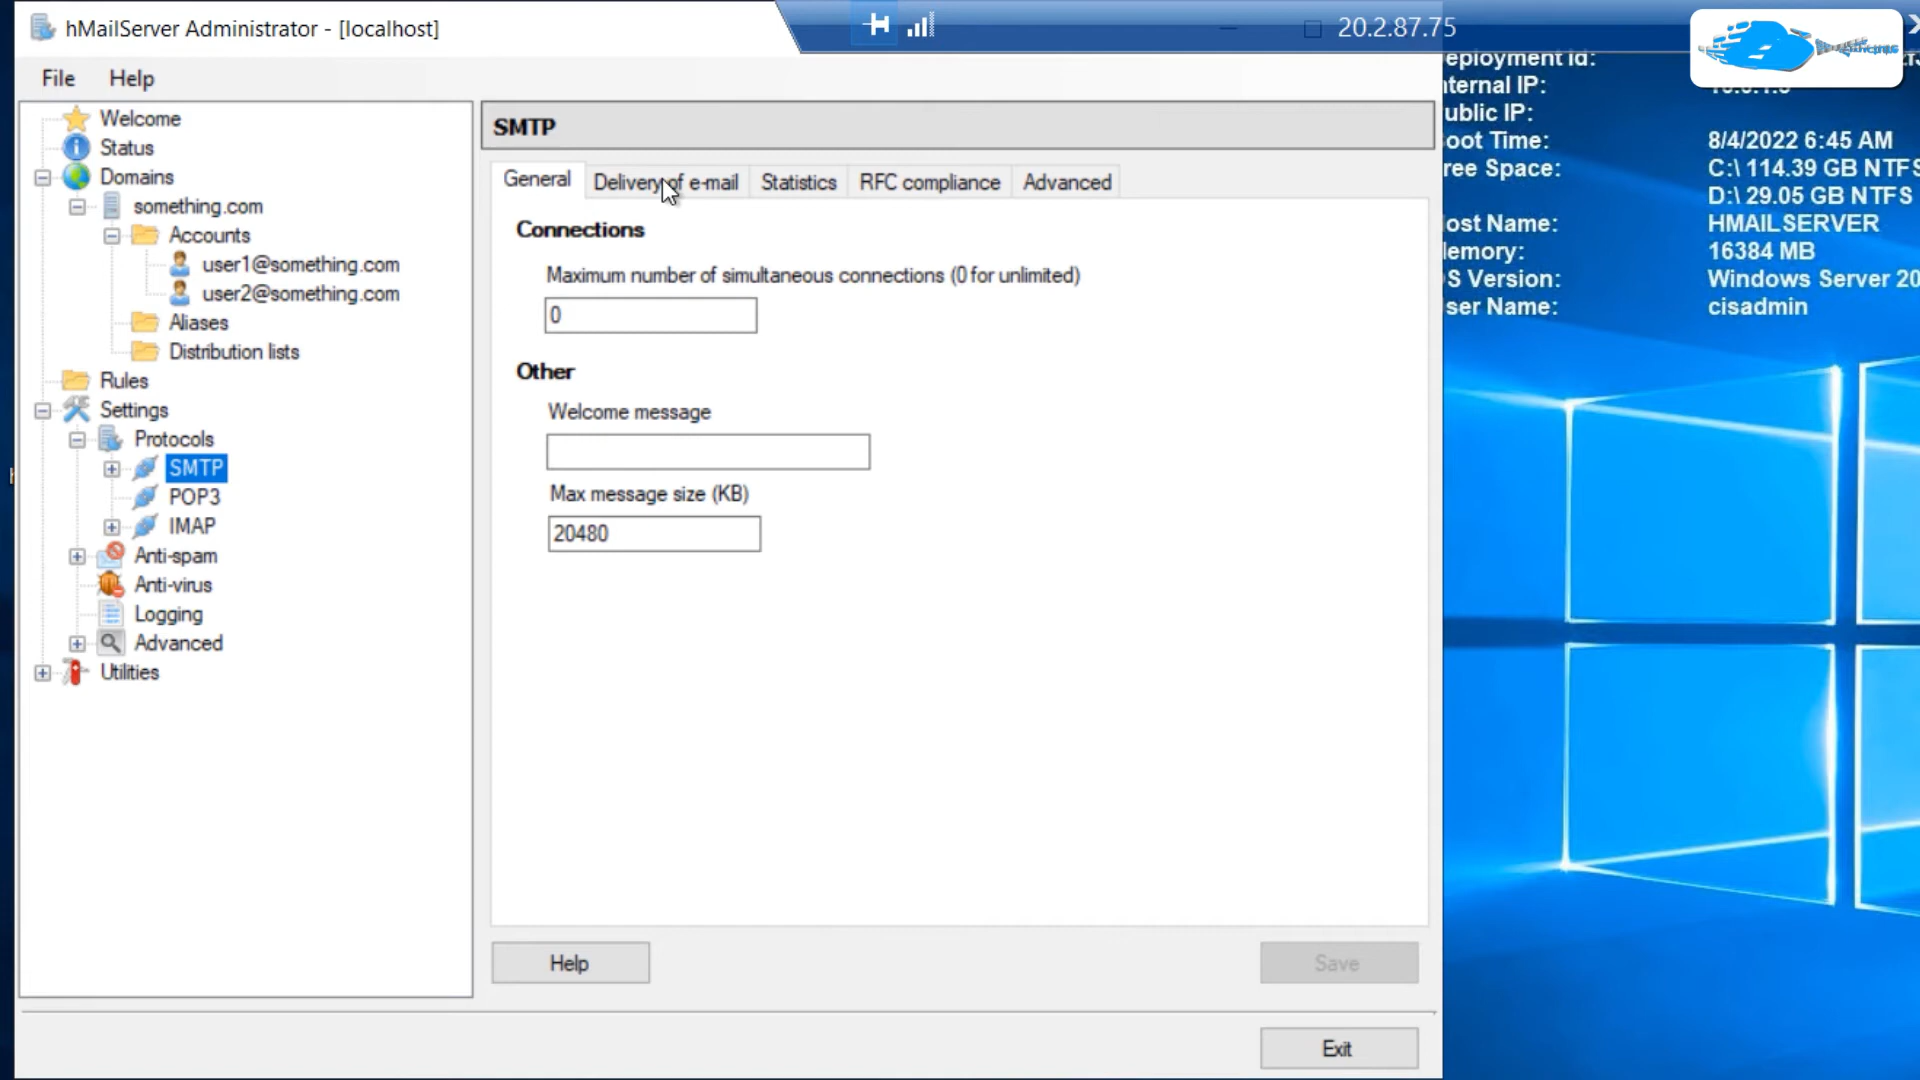 hMailServer Administrator - [localhost]
20.2.87.75
File Help
Welcome
Status
Domains
something.com
Accounts
user1@something.com
user2@something.com
Aliases
Distribution lists
Rules
Settings
Protocols
SMTP
POP3
IMAP
Anti-spam
Anti-virus
Logging
Advanced
Utilities
SMTP
General Delivery of e-mail Statistics RFC compliance Advanced
Connections
Maximum number of simultaneous connections (0 for unlimited)
0
Other
Welcome message
Max message size (KB)
20480
Help Save
Exit
eployment Id:
nternal IP:
ublic IP:
oot Time: 8/4/2022 6:45 AM
ree Space: C:\ 114.39 GB NTFS
D:\ 29.05 GB NTFS
ost Name: HMAILSERVER
emory: 16384 MB
S Version: Windows Server 20
ser Name: cisadmin